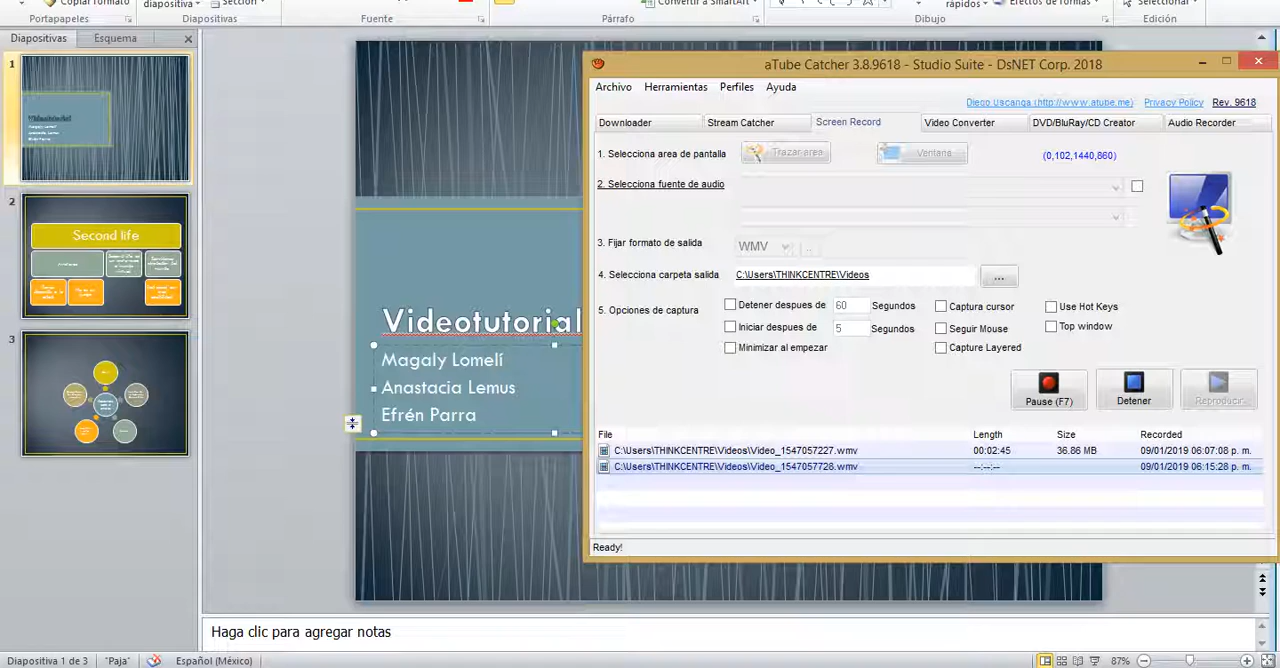 Copiar formato
diapositiva
Sección
Convertir a SmartArt
rápidos
Efectos de formas
Seleccionar
Portapapeles
Diapositivas
Fuente
Párrafo
Dibujo
Edición
Diapositivas
Esquema
1
Videotutorial
Magaly Lomelí
Anastacia Lemus
Efrén Parra
2
Second life
3
Videotutorial
Magaly Lomelí
Anastacia Lemus
Efrén Parra
aTube Catcher 3.8.9618 - Studio Suite - DsNET Corp. 2018
Archivo Herramientas Perfiles Ayuda
Diego Uscanga (http://www.atube.me) Privacy Policy Rev. 9618
Downloader Stream Catcher Screen Record Video Converter DVD/BluRay/CD Creator Audio Recorder
1. Selecciona area de pantalla Trazar-area Ventana (0,102,1440,860)
2. Selecciona fuente de audio
3. Fijar formato de salida WMV ...
4. Selecciona carpeta salida C:\Users\THINKCENTRE\Videos ...
5. Opciones de captura Detener despues de 60 Segundos Captura cursor Use Hot Keys
Iniciar despues de 5 Segundos Seguir Mouse Top window
Minimizar al empezar Capture Layered
Pause (F7) Detener Reproducir
File Length Size Recorded
C:\Users\THINKCENTRE\Videos\Video_1547057227.wmv 00:02:45 36.86 MB 09/01/2019 06:07:08 p. m.
C:\Users\THINKCENTRE\Videos\Video_1547057728.wmv --:--:-- 09/01/2019 06:15:28 p. m.
Ready!
Haga clic para agregar notas
Diapositiva 1 de 3 "Paja" Español (México) 87%